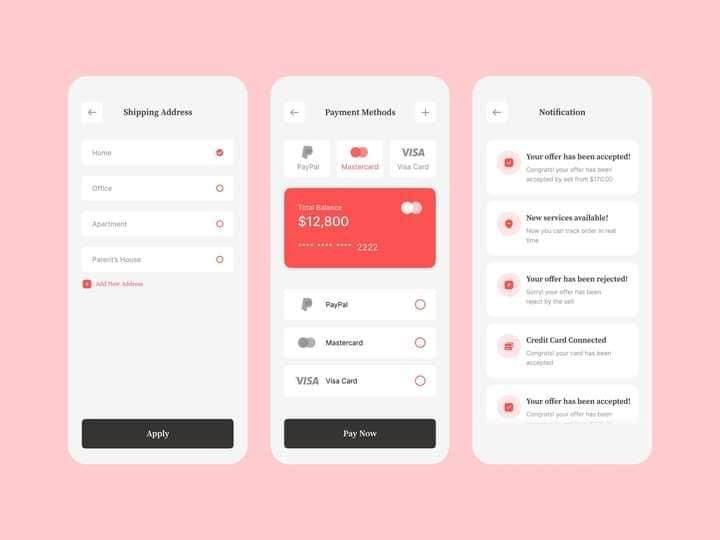 Shipping Address
Home
Office
Apartment
Parent's House
Add New Address
Apply
Payment Methods
PayPal
Mastercard
VISA
Visa Card
Total Balance
$12,800
**** **** **** 2222
PayPal
Mastercard
VISA Visa Card
Pay Now
Notification
Your offer has been accepted!
Congrats! your offer has been
accepted by sell from $170.00
New services available!
Now you can track order in real
time
Your offer has been rejected!
Sorry! your offer has been
reject by the sell
Credit Card Connected
Congrats! your card has been
accepted
Your offer has been accepted!
Congrats! your offer has been